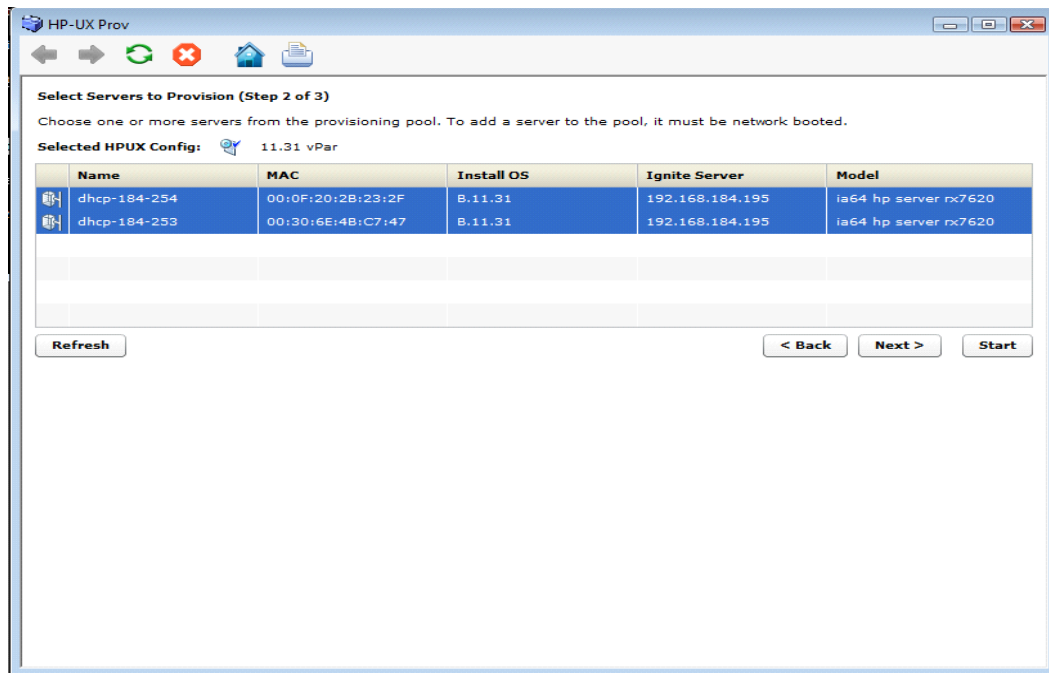 HP-UX Prov
Select Servers to Provision (Step 2 of 3)
Choose one or more servers from the provisioning pool. To add a server to the pool, it must be network booted.
Selected HPUX Config: 11.31 vPar
Name MAC Install OS Ignite Server Model
dhcp-184-254 00:0F:20:2B:23:2F B.11.31 192.168.184.195 ia64 hp server rx7620
dhcp-184-253 00:30:6E:4B:C7:47 B.11.31 192.168.184.195 ia64 hp server rx7620
Refresh < Back Next > Start